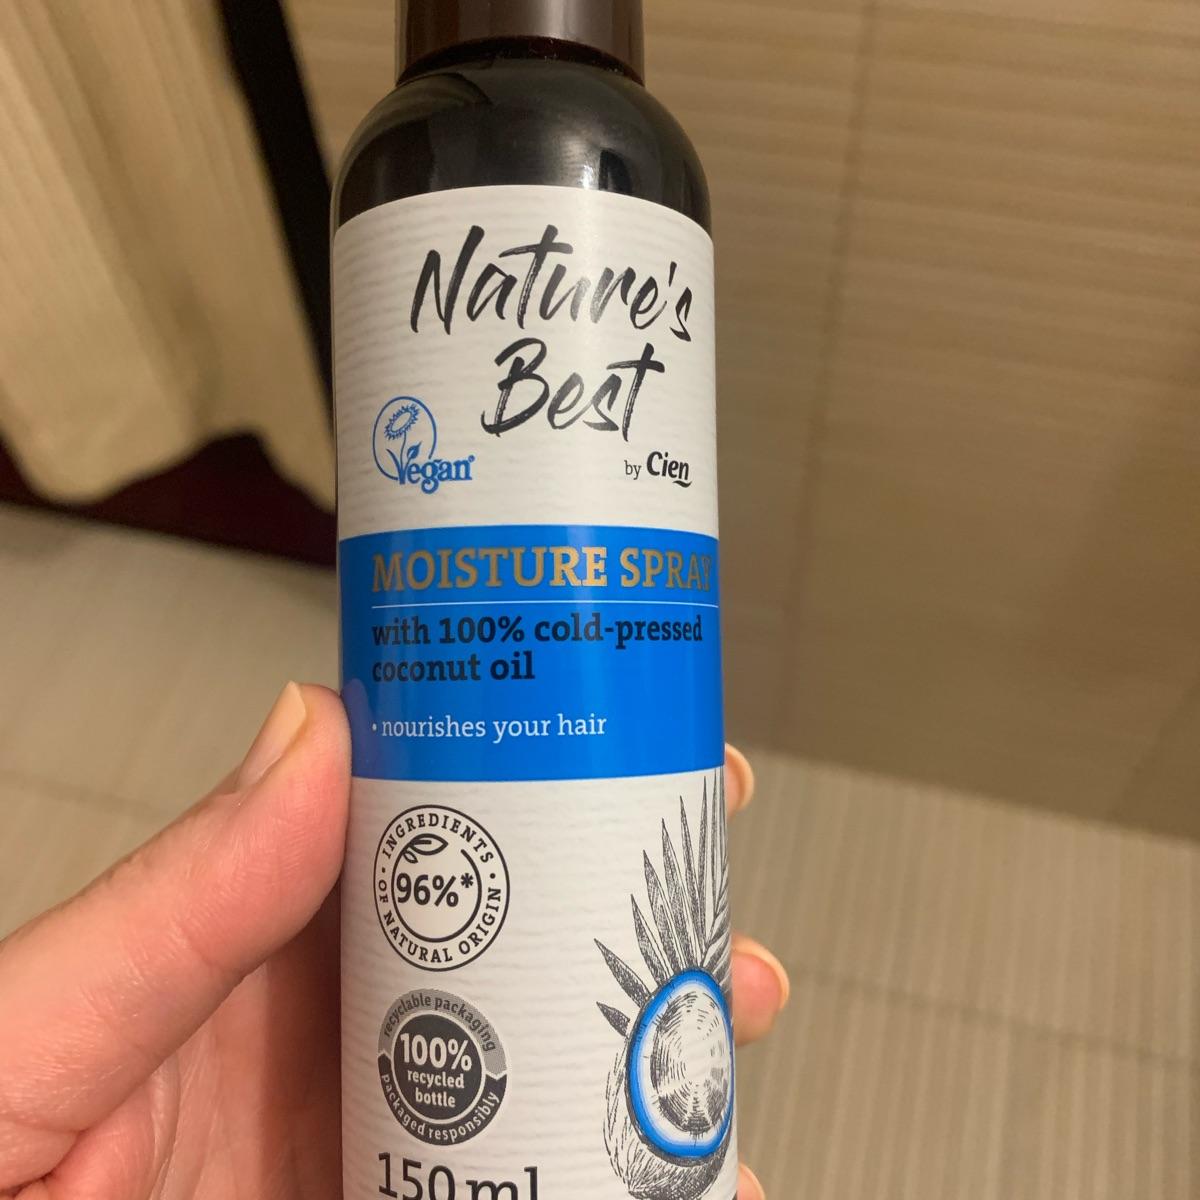 Nature's
Best
Vegan
by Cien
MOISTURE SPRAY
with 100% cold-pressed
coconut oil
• nourishes your hair
INGREDIENTS
96%*
OF NATURAL ORIGIN
recyclable packaging
100%
recycled
bottle
packaged responsibly
150 ml